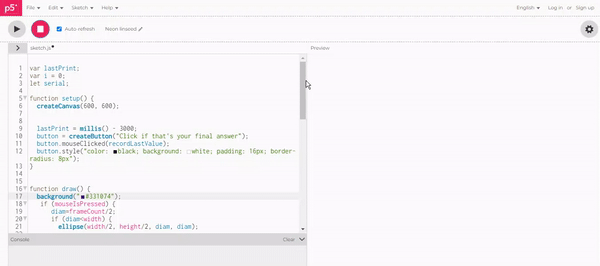 p5* File Edit Sketch Help English Log in or Sign up
Auto refresh Neon linseed
sketch.js Preview
1
2 var lastPrint;
3 var i = 0;
let serial;
4
5 function setup() {
6 createCanvas(600, 600);
7
8
9 lastPrint = millis() - 3000;
10 button = createButton("Click if that's your final answer");
11 button.mouseClicked(recordLastValue);
12 button.style("color: black; background: white; padding: 16px; border-
radius: 8px");
13 }
14
15
16 function draw() {
17 background("#331074");
18 if (mouseIsPressed) {
19 diam=frameCount/2;
20 if (diam<width) {
21 ellipse(width/2, height/2, diam, diam);
Console Clear